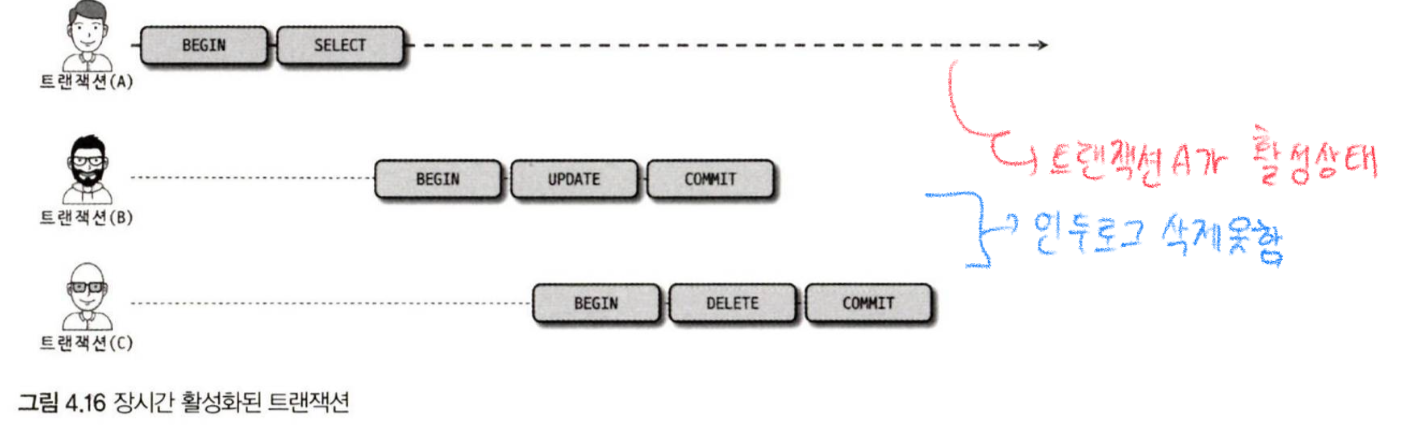 BEGIN SELECT
트랜잭션(A)
트랜잭션A가 활성상태
BEGIN UPDATE COMMIT
트랜잭션(B)
언두로그 삭제못함
BEGIN DELETE COMMIT
트랜잭션(C)
그림 4.16 장시간 활성화된 트랜잭션